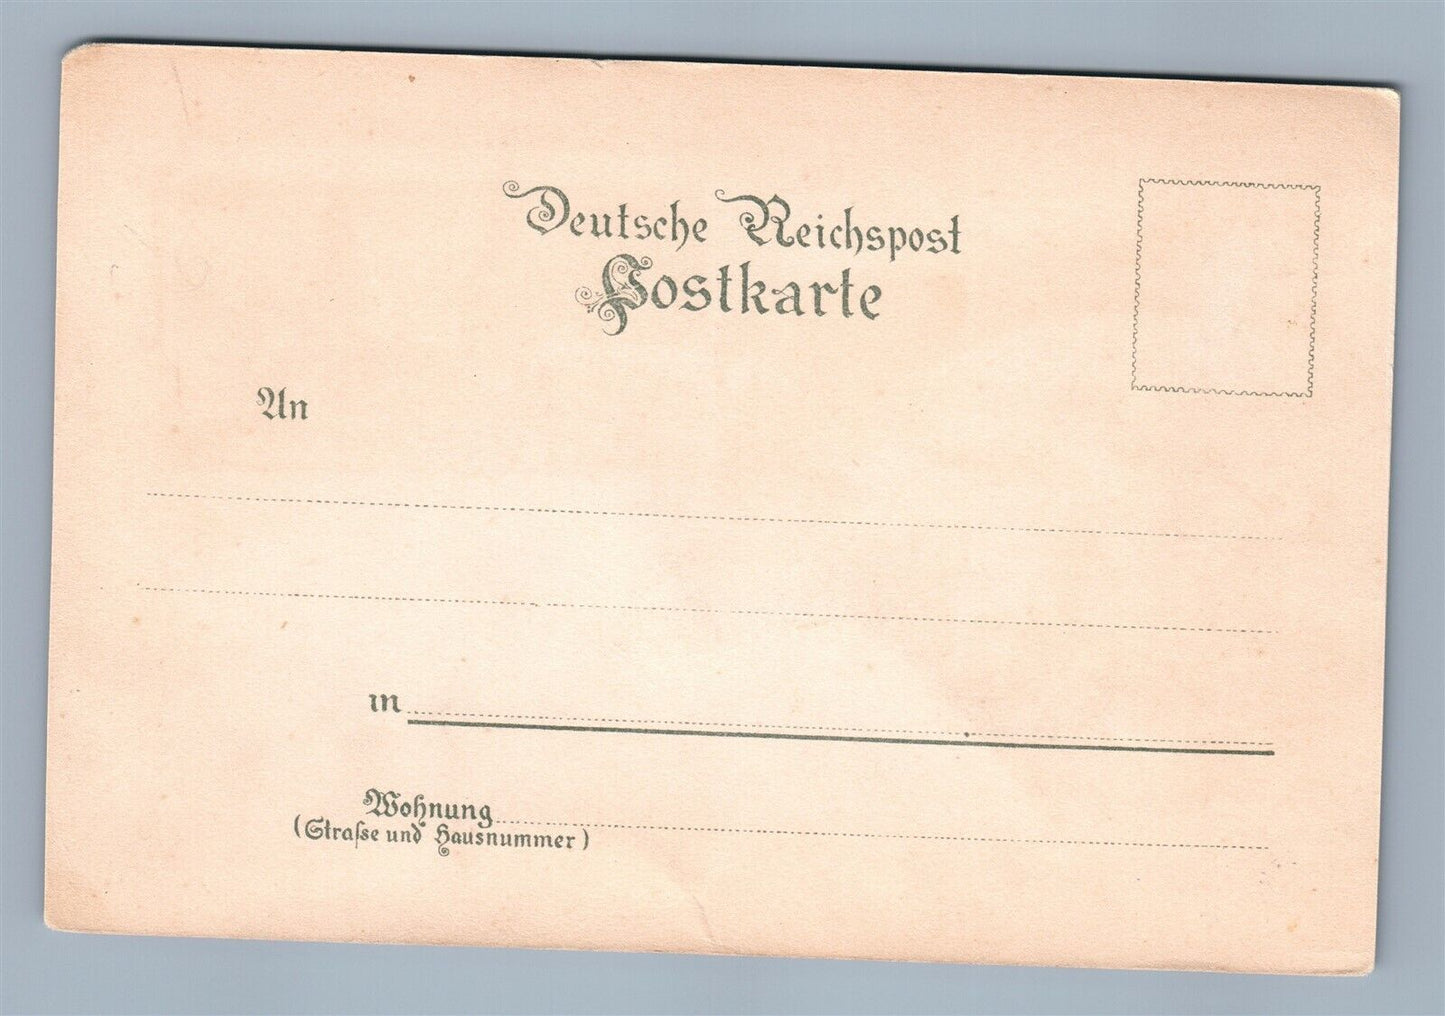 Deutsche Reichspost
Postkarte
An
in
Wohnung
(Straſse und Hausnummer)